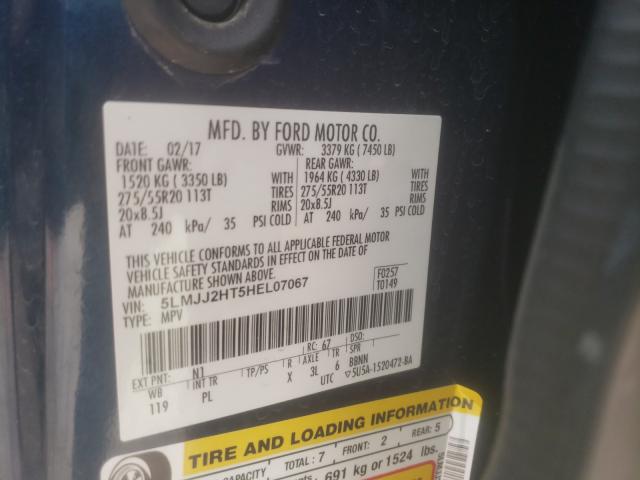 MFD. BY FORD MOTOR CO.
DATE: 02/17 GVWR: 3379 KG ( 7450 LB)
FRONT GAWR: REAR GAWR:
1520 KG ( 3350 LB) WITH 1964 KG ( 4330 LB) WITH
275/55R20 113T TIRES 275/55R20 113T TIRES
20x8.5J RIMS 20x8.5J RIMS
AT 240 kPa/ 35 PSI COLD AT 240 kPa/ 35 PSI COLD
THIS VEHICLE CONFORMS TO ALL APPLICABLE FEDERAL MOTOR
VEHICLE SAFETY STANDARDS IN EFFECT ON THE DATE OF
MANUFACTURE SHOWN ABOVE.
VIN: 5LMJJ2HT5HEL07067 F0257
TYPE: MPV T0149
EXT PNT: N1 RC: 67 DSO:
WB INT TR TP/PS R AXLE TR SPR
119 PL X 3L 6 BBNN
UTC ▽5U5A-1520472-BA
TIRE AND LOADING INFORMATION
SEATING CAPACITY TOTAL: 7 FRONT: 2 REAR: 5
691 kg or 1524 lbs.